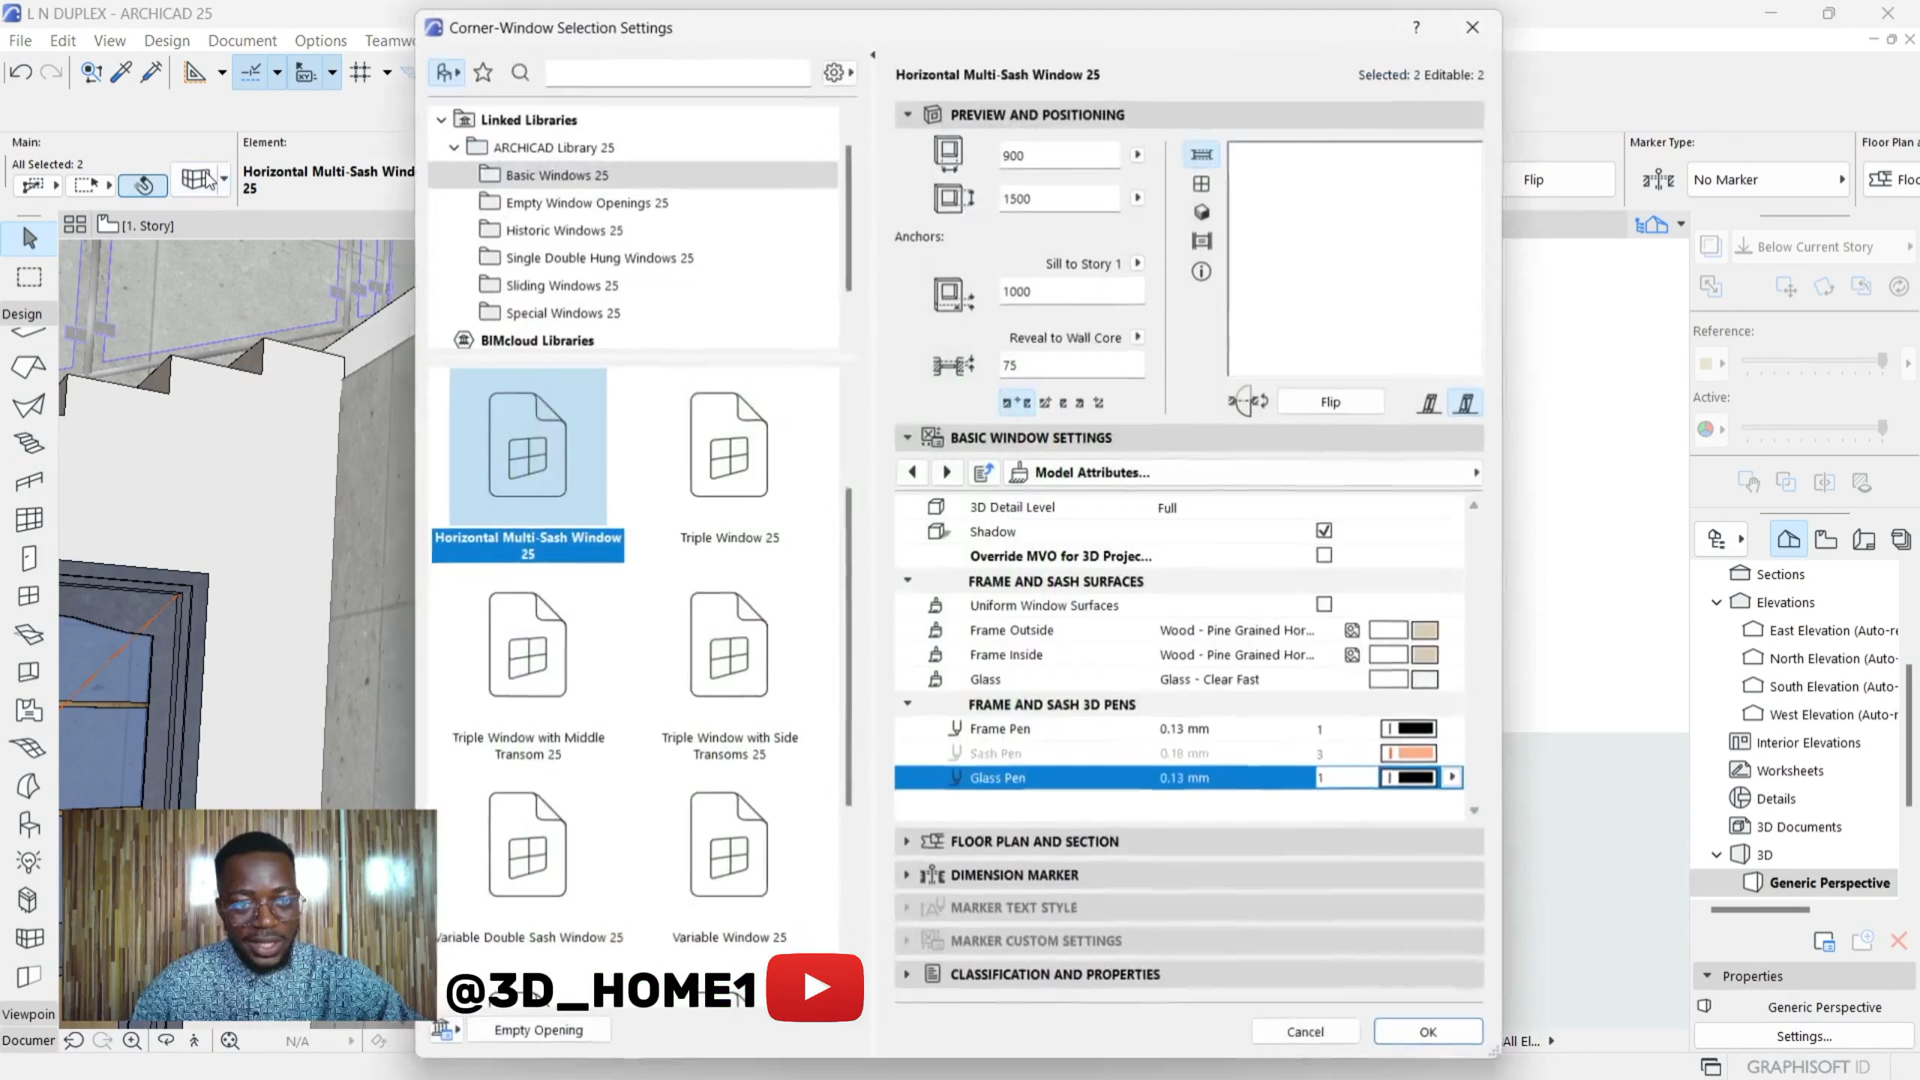 L N DUPLEX - ARCHICAD 25
File Edit View Design Document Options Teamwo
Main:
All Selected: 2
Element:
Horizontal Multi-Sash Wind
25
[1. Story]
Design
Viewpoin
Documer
N/A
Corner-Window Selection Settings
?
Linked Libraries
ARCHICAD Library 25
Basic Windows 25
Empty Window Openings 25
Historic Windows 25
Single Double Hung Windows 25
Sliding Windows 25
Special Windows 25
BIMcloud Libraries
Horizontal Multi-Sash Window
25
Triple Window 25
Triple Window with Middle
Transom 25
Triple Window with Side
Transoms 25
Variable Double Sash Window 25
Variable Window 25
@3D_HOME1
Empty Opening
Horizontal Multi-Sash Window 25
Selected: 2 Editable: 2
PREVIEW AND POSITIONING
900
1500
Anchors:
Sill to Story 1
1000
Reveal to Wall Core
75
Flip
BASIC WINDOW SETTINGS
Model Attributes...
3D Detail Level Full
Shadow
Override MVO for 3D Projec...
FRAME AND SASH SURFACES
Uniform Window Surfaces
Frame Outside Wood - Pine Grained Hor...
Frame Inside Wood - Pine Grained Hor...
Glass Glass - Clear Fast
FRAME AND SASH 3D PENS
Frame Pen 0.13 mm 1
Sash Pen 0.18 mm 3
Glass Pen 0.13 mm 1
FLOOR PLAN AND SECTION
DIMENSION MARKER
MARKER TEXT STYLE
MARKER CUSTOM SETTINGS
CLASSIFICATION AND PROPERTIES
Cancel
OK
Marker Type:
Floor Plan a
Flip
No Marker
Floc
Below Current Story
Reference:
Active:
Sections
Elevations
East Elevation (Auto-re
North Elevation (Auto-
South Elevation (Auto-
West Elevation (Auto-r
Interior Elevations
Worksheets
Details
3D Documents
3D
Generic Perspective
Properties
Generic Perspective
Settings...
All El...
GRAPHISOFT ID